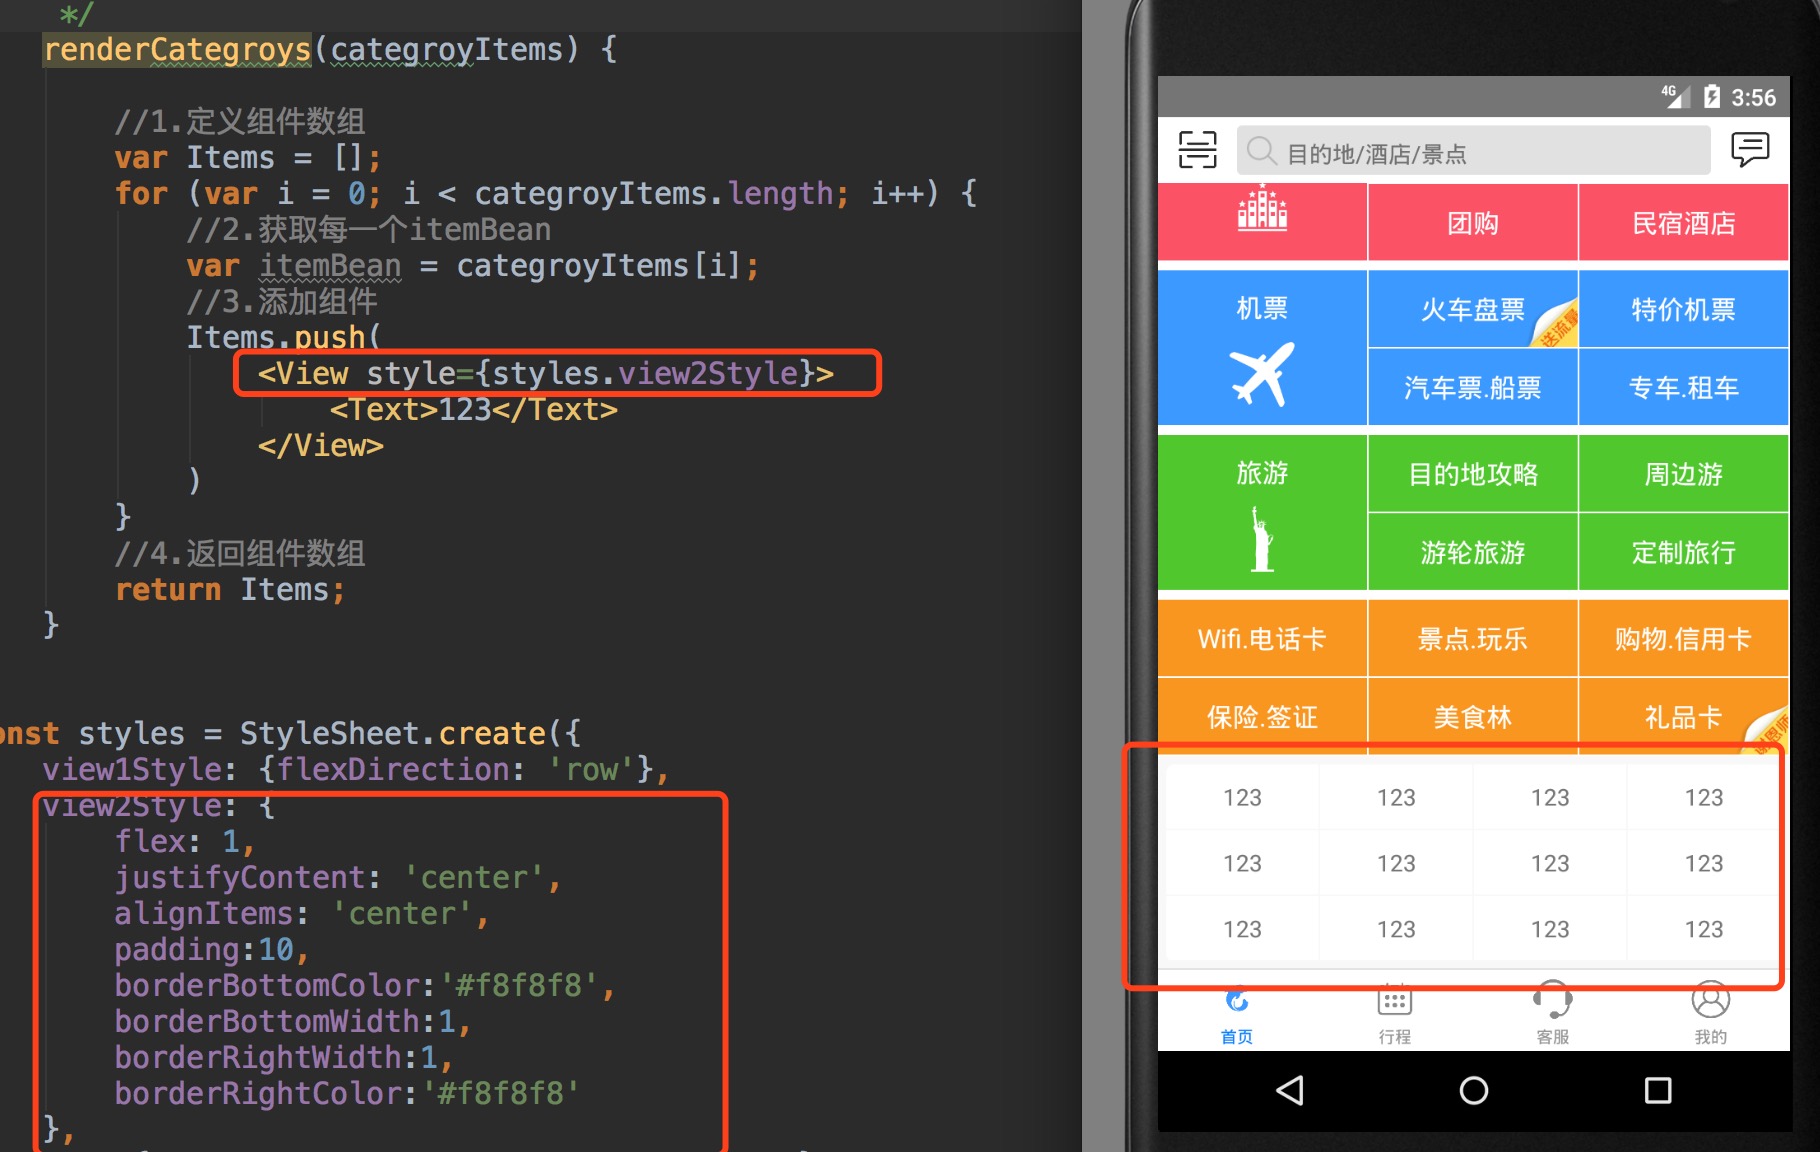 */
renderCategroys(categroyItems) {
//1.定义组件数组
var Items = [];
for (var i = 0; i < categroyItems.length; i++) {
//2.获取每一个itemBean
var itemBean = categroyItems[i];
//3.添加组件
Items.push(
<View style={styles.view2Style}>
<Text>123</Text>
</View>
)
}
//4.返回组件数组
return Items;
}
onst styles = StyleSheet.create({
view1Style: {flexDirection: 'row'},
view2Style: {
flex: 1,
justifyContent: 'center',
alignItems: 'center',
padding:10,
borderBottomColor:'#f8f8f8',
borderBottomWidth:1,
borderRightWidth:1,
borderRightColor:'#f8f8f8'
},
4G 3:56
目的地/酒店/景点
团购 民宿酒店
机票 火车盘票 送流量 特价机票
汽车票.船票 专车.租车
旅游 目的地攻略 周边游
游轮旅游 定制旅行
Wifi.电话卡 景点.玩乐 购物.信用卡
保险.签证 美食林 礼品卡
123 123 123 123
123 123 123 123
123 123 123 123
首页 行程 客服 我的